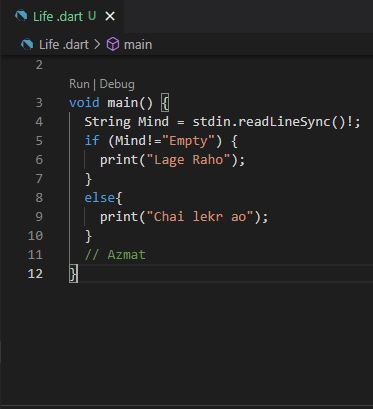 Life .dart U ×
Life .dart > main
2
Run | Debug
3 void main() {
4   String Mind = stdin.readLineSync()!;
5   if (Mind!="Empty") {
6     print("Lage Raho");
7   }
8   else{
9     print("Chai lekr ao");
10   }
11   // Azmat
12 }